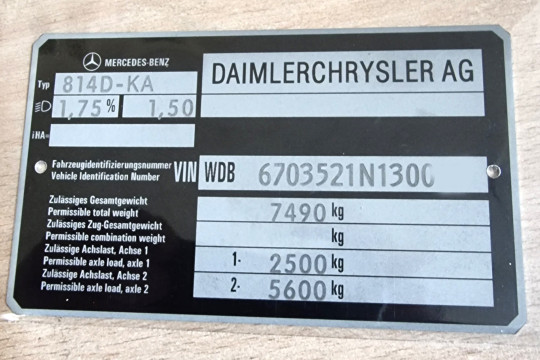 MERCEDES-BENZ
DAIMLERCHRYSLER AG
Typ 814D-KA
1,75% 1,50
iHA=
Fahrzeugidentifizierungsnummer
Vehicle Identification Number
VIN WDB 6703521N1300
Zulässiges Gesamtgewicht
Permissible total weight
7490 kg
Zulässiges Zug-Gesamtgewicht
Permissible combination weight
kg
Zulässige Achslast, Achse 1
Permissible axle load, axle 1
1· 2500 kg
Zulässige Achslast, Achse 2
Permissible axle load, axle 2
2· 5600 kg